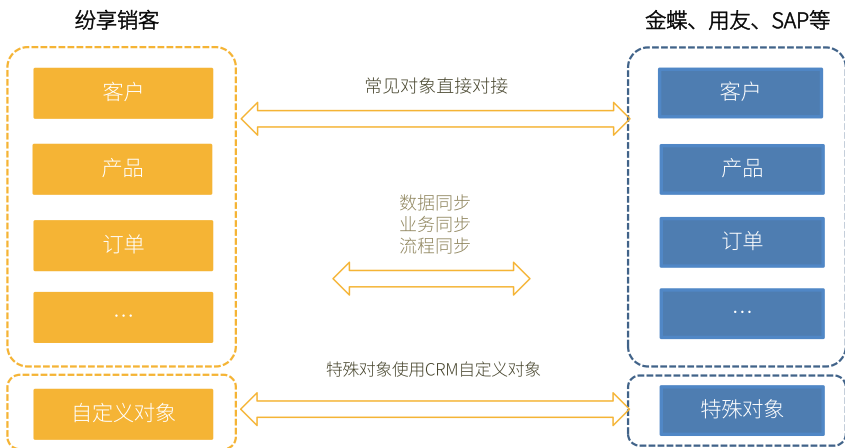 纷享销客
金蝶、用友、SAP等
客户
常见对象直接对接
客户
产品
产品
数据同步
业务同步
流程同步
订单
订单
...
...
特殊对象使用CRM自定义对象
自定义对象
特殊对象